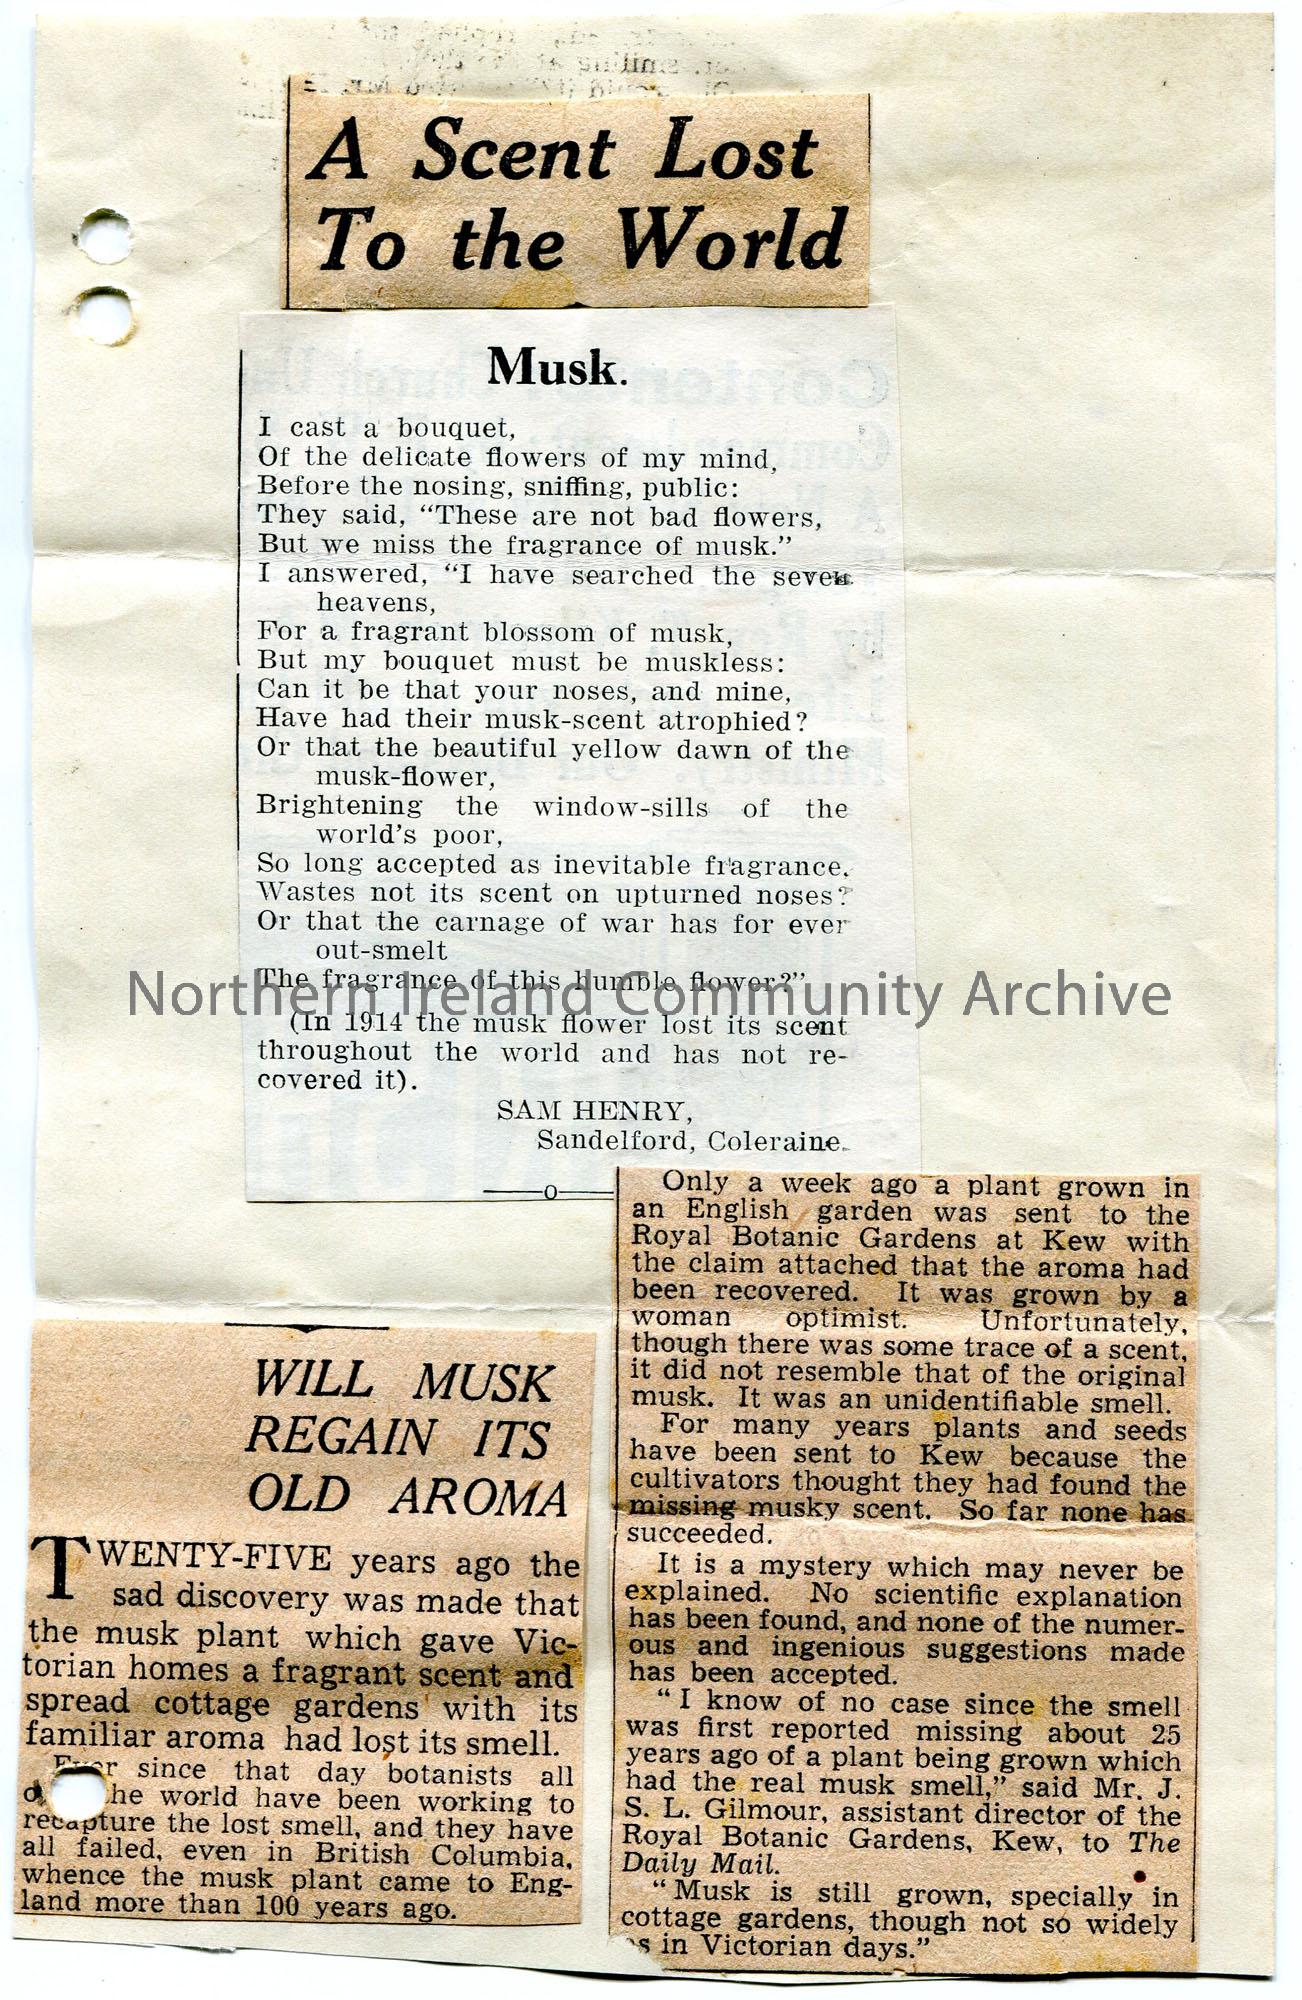 A Scent Lost
To the World
Musk.
I cast a bouquet,
Of the delicate flowers of my mind,
Before the nosing, sniffing, public:
They said, "These are not bad flowers,
But we miss the fragrance of musk."
I answered, "I have searched the seven
heavens,
For a fragrant blossom of musk,
But my bouquet must be muskless:
Can it be that your noses, and mine,
Have had their musk-scent atrophied?
Or that the beautiful yellow dawn of the
musk-flower,
Brightening the window-sills of the
world's poor,
So long accepted as inevitable fragrance.
Wastes not its scent on upturned noses?
Or that the carnage of war has for ever
out-smelt
The fragrance of this humble flower?"
Northern Ireland Community Archive
(In 1914 the musk flower lost its scent
throughout the world and has not re-
covered it).
SAM HENRY,
Sandelford, Coleraine.
WILL MUSK
REGAIN ITS
OLD AROMA
TWENTY-FIVE years ago the
sad discovery was made that
the musk plant which gave Vic-
torian homes a fragrant scent and
spread cottage gardens with its
familiar aroma had lost its smell.
Ever since that day botanists all
he world have been working to
recapture the lost smell, and they have
all failed, even in British Columbia,
whence the musk plant came to Eng-
land more than 100 years ago.
Only a week ago a plant grown in
an English garden was sent to the
Royal Botanic Gardens at Kew with
the claim attached that the aroma had
been recovered. It was grown by a
woman optimist. Unfortunately,
though there was some trace of a scent,
it did not resemble that of the original
musk. It was an unidentifiable smell.
For many years plants and seeds
have been sent to Kew because the
cultivators thought they had found the
missing musky scent. So far none has
succeeded.
It is a mystery which may never be
explained. No scientific explanation
has been found, and none of the numer-
ous and ingenious suggestions made
has been accepted.
"I know of no case since the smell
was first reported missing about 25
years ago of a plant being grown which
had the real musk smell," said Mr. J.
S. L. Gilmour, assistant director of the
Royal Botanic Gardens, Kew, to The
Daily Mail.
"Musk is still grown, specially in
cottage gardens, though not so widely
as in Victorian days."